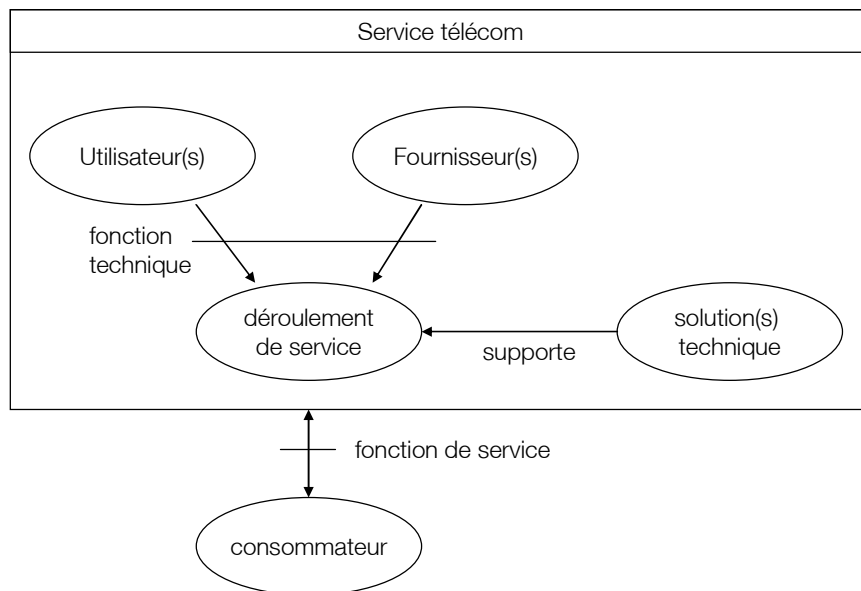 Service télécom
Utilisateur(s)
Fournisseur(s)
fonction
technique
déroulement
de service
solution(s)
technique
supporte
fonction de service
consommateur